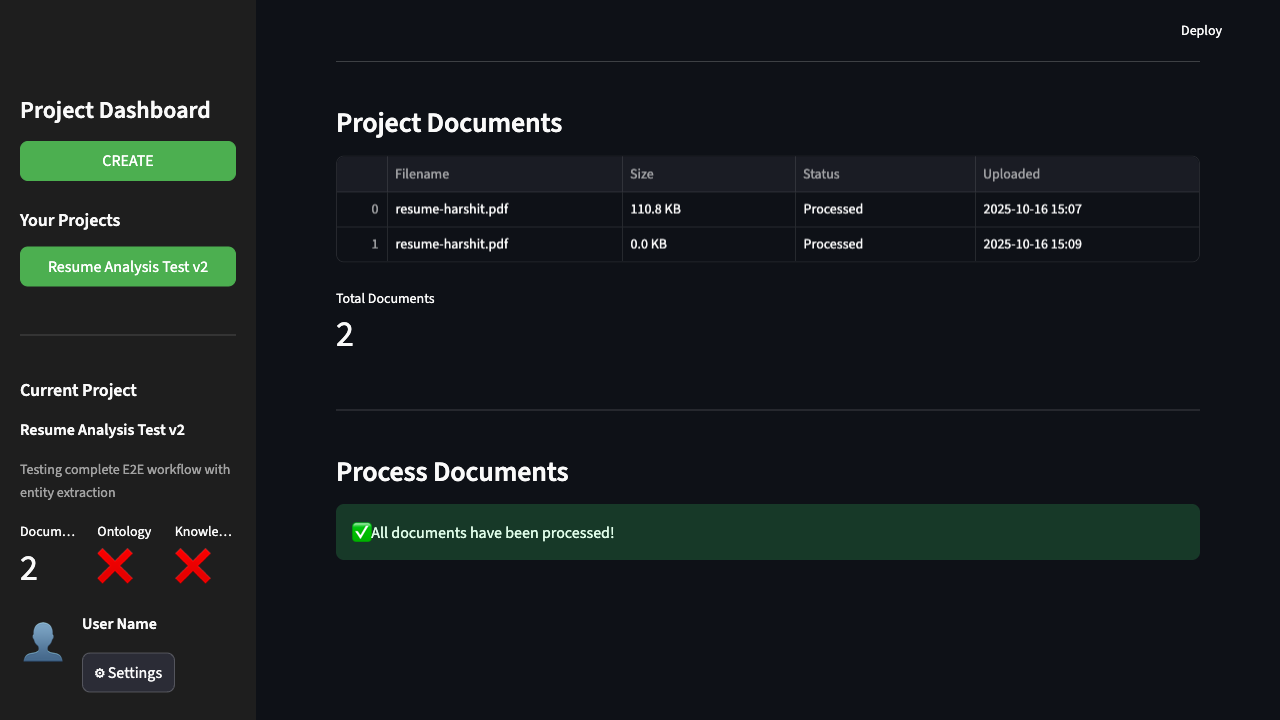 Deploy
Project Dashboard
CREATE
Your Projects
Resume Analysis Test v2
Current Project
Resume Analysis Test v2
Testing complete E2E workflow with
entity extraction
Docum… Ontology Knowle…
2 ❌ ❌
User Name
⚙ Settings
Project Documents
Filename Size Status Uploaded
0 resume-harshit.pdf 110.8 KB Processed 2025-10-16 15:07
1 resume-harshit.pdf 0.0 KB Processed 2025-10-16 15:09
Total Documents
2
Process Documents
✅All documents have been processed!